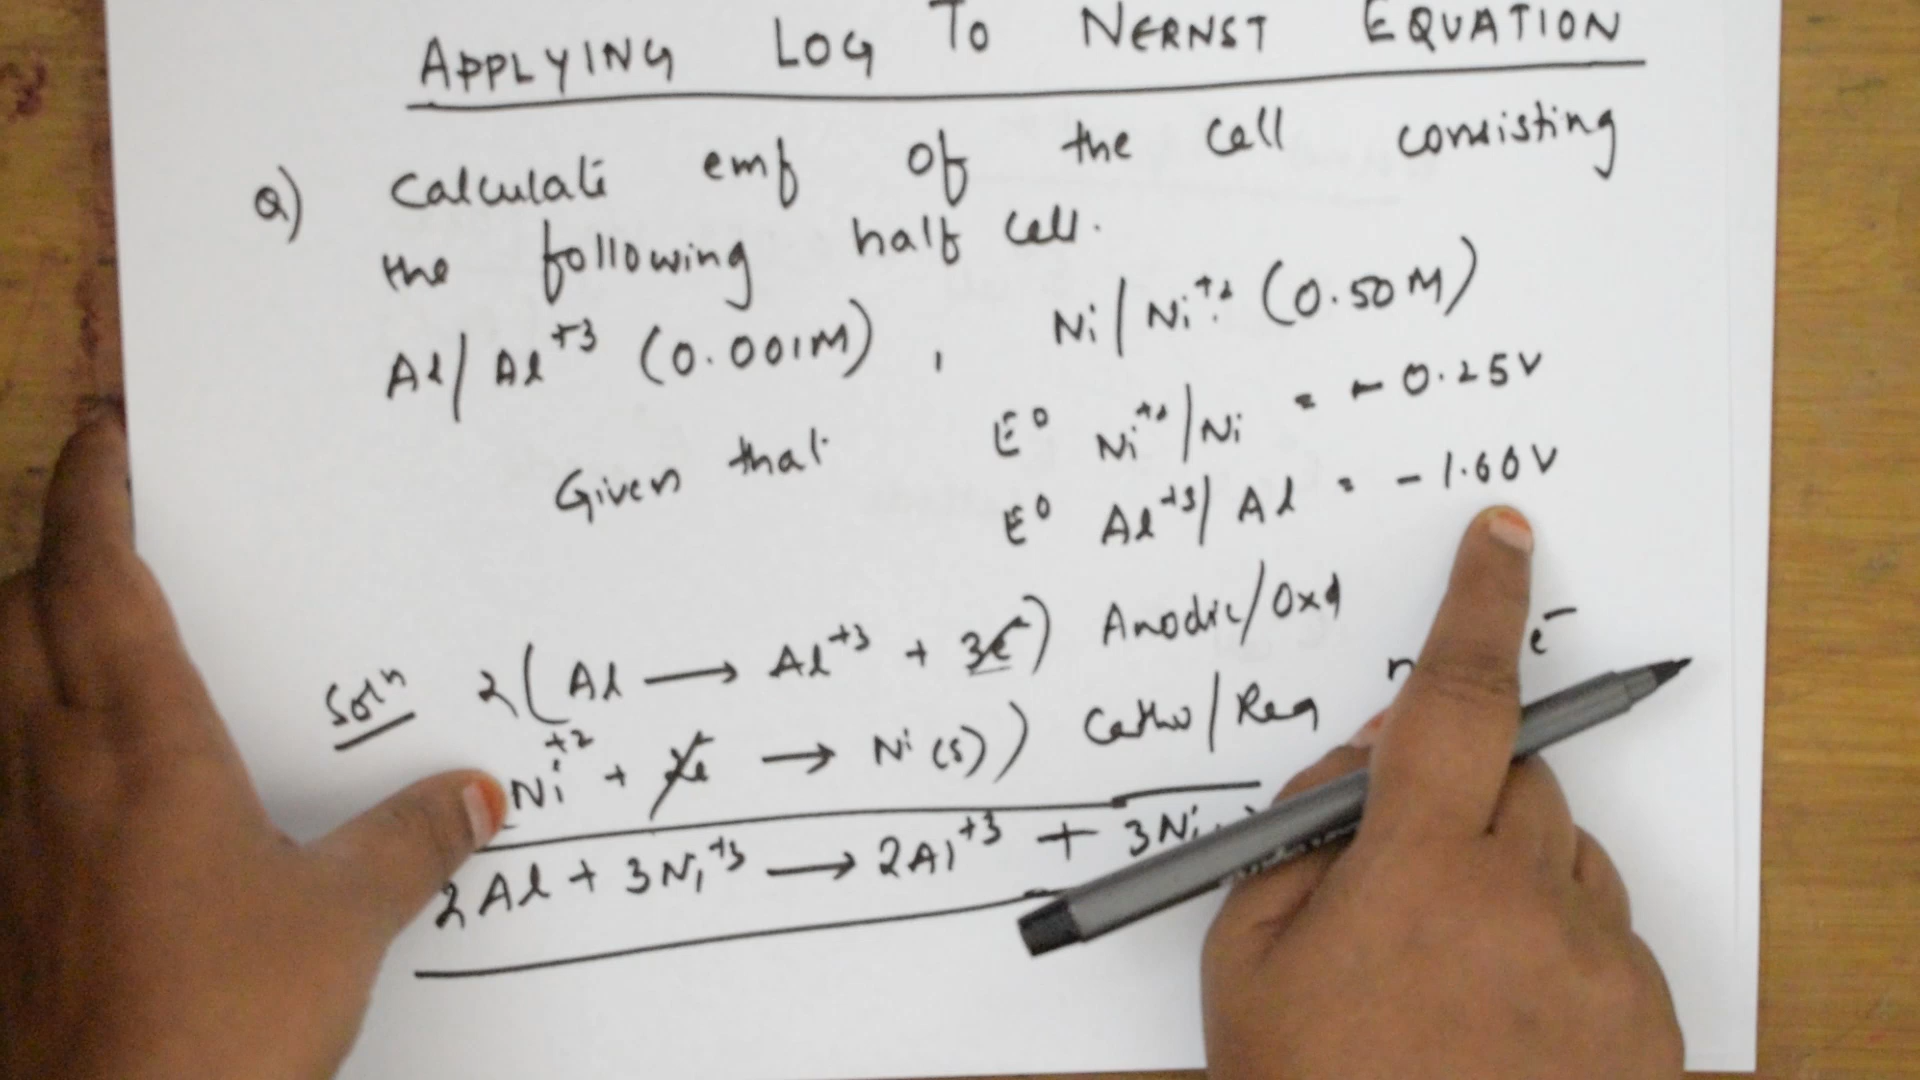 APPLYING LOG TO NERNST EQUATION
Q) Calculate emf of the cell consisting
the following half cell.
Al/Al+3 (0.001M) , Ni/Ni+2 (0.50M)
Given that E0 Ni+2/Ni = - 0.25V
E0 Al+3/Al = - 1.60V
Soln 2(Al → Al+3 + 3e-) Anodic/Oxd
Ni+2 + 2e → Ni(s)) Catho/Red n e-
2Al + 3Ni+3 → 2Al+3 + 3Ni